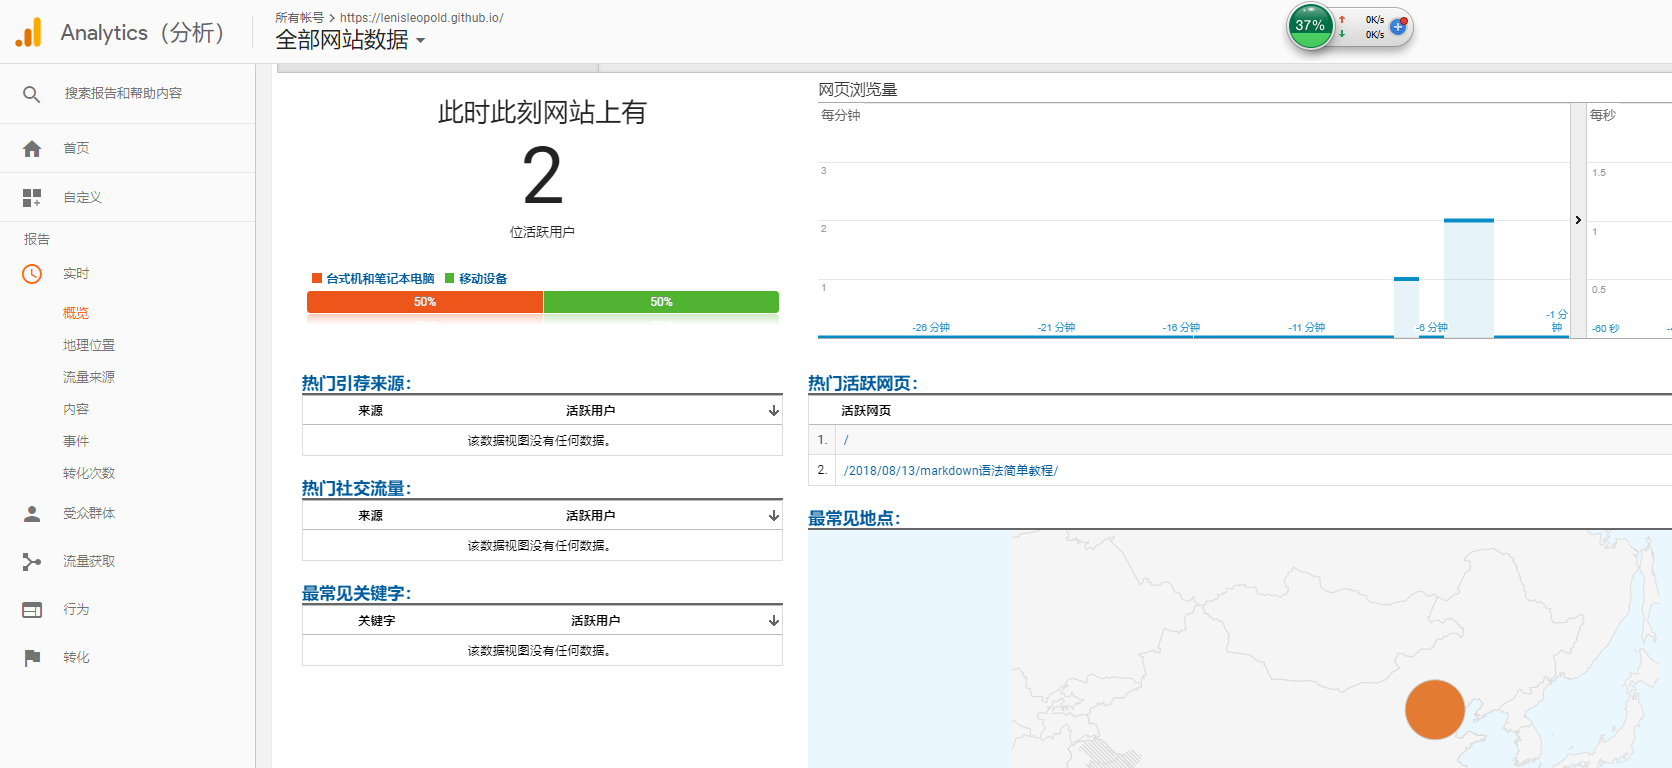 Analytics（分析）
所有帐号 > https://lenisleopold.github.io/
全部网站数据
37%
0K/s
0K/s
搜索报告和帮助内容
首页
自定义
报告
实时
概览
地理位置
流量来源
内容
事件
转化次数
受众群体
流量获取
行为
转化
此时此刻网站上有
2
位活跃用户
台式机和笔记本电脑 移动设备
50% 50%
网页浏览量
每分钟
每秒
3
2
1
1.5
1
0.5
-26 分钟
-21 分钟
-16 分钟
-11 分钟
-6 分钟
-1 分
钟
-60 秒
热门引荐来源：
来源 活跃用户
该数据视图没有任何数据。
热门社交流量：
来源 活跃用户
该数据视图没有任何数据。
最常见关键字：
关键字 活跃用户
该数据视图没有任何数据。
热门活跃网页：
活跃网页
1. /
2. /2018/08/13/markdown语法简单教程/
最常见地点：